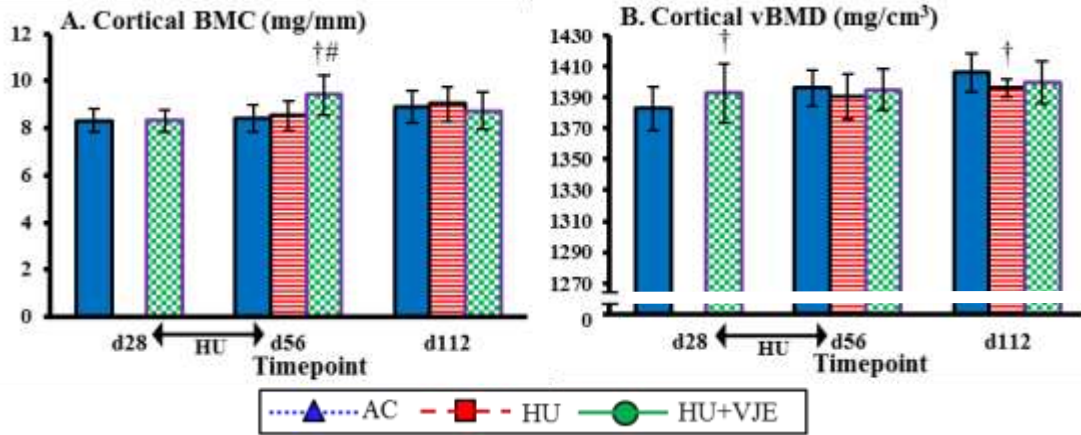 A. Cortical BMC (mg/mm)
†#
12
10
8
6
4
2
0
d28
HU
d56
d112
Timepoint
B. Cortical vBMD (mg/cm³)
1430
†
†
1410
1390
1370
1350
1330
1310
1290
1270
0
d28
HU
d56
d112
Timepoint
AC HU HU+VJE